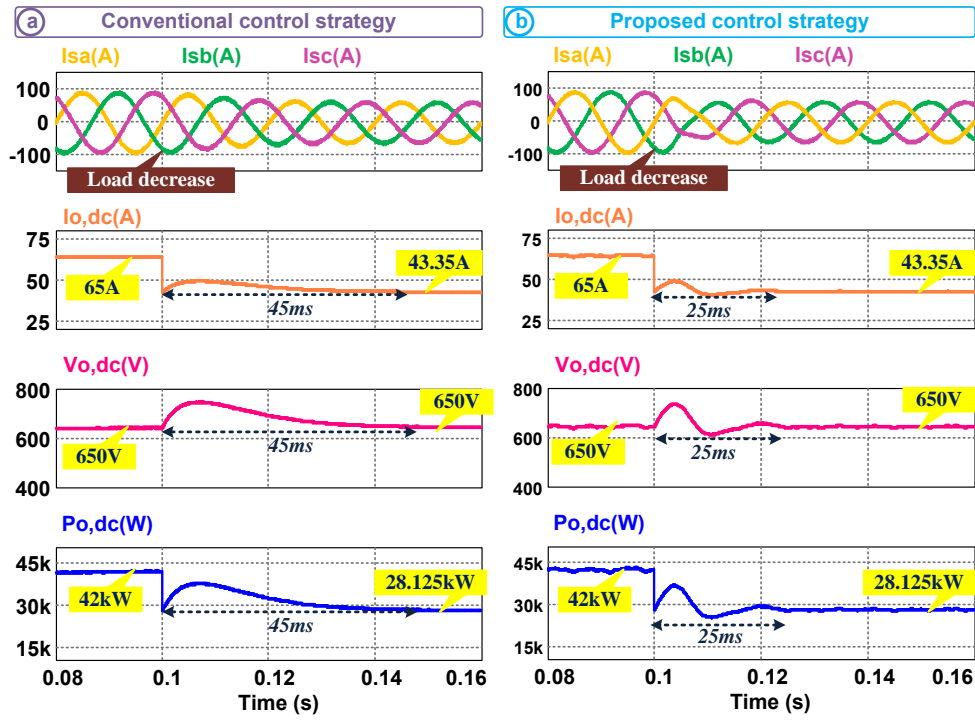 a Conventional control strategy
Isa(A) Isb(A) Isc(A)
100
0
-100
Load decrease
Io,dc(A)
75
50
25
65A
43.35A
45ms
Vo,dc(V)
800
600
400
650V
650V
45ms
Po,dc(W)
45k
30k
15k
42kW
28.125kW
45ms
0.08 0.1 0.12 0.14 0.16
Time (s)
b Proposed control strategy
Isa(A) Isb(A) Isc(A)
100
0
-100
Load decrease
Io,dc(A)
75
50
25
65A
43.35A
25ms
Vo,dc(V)
800
600
400
650V
650V
25ms
Po,dc(W)
45k
30k
15k
42kW
28.125kW
25ms
0.08 0.1 0.12 0.14 0.16
Time (s)